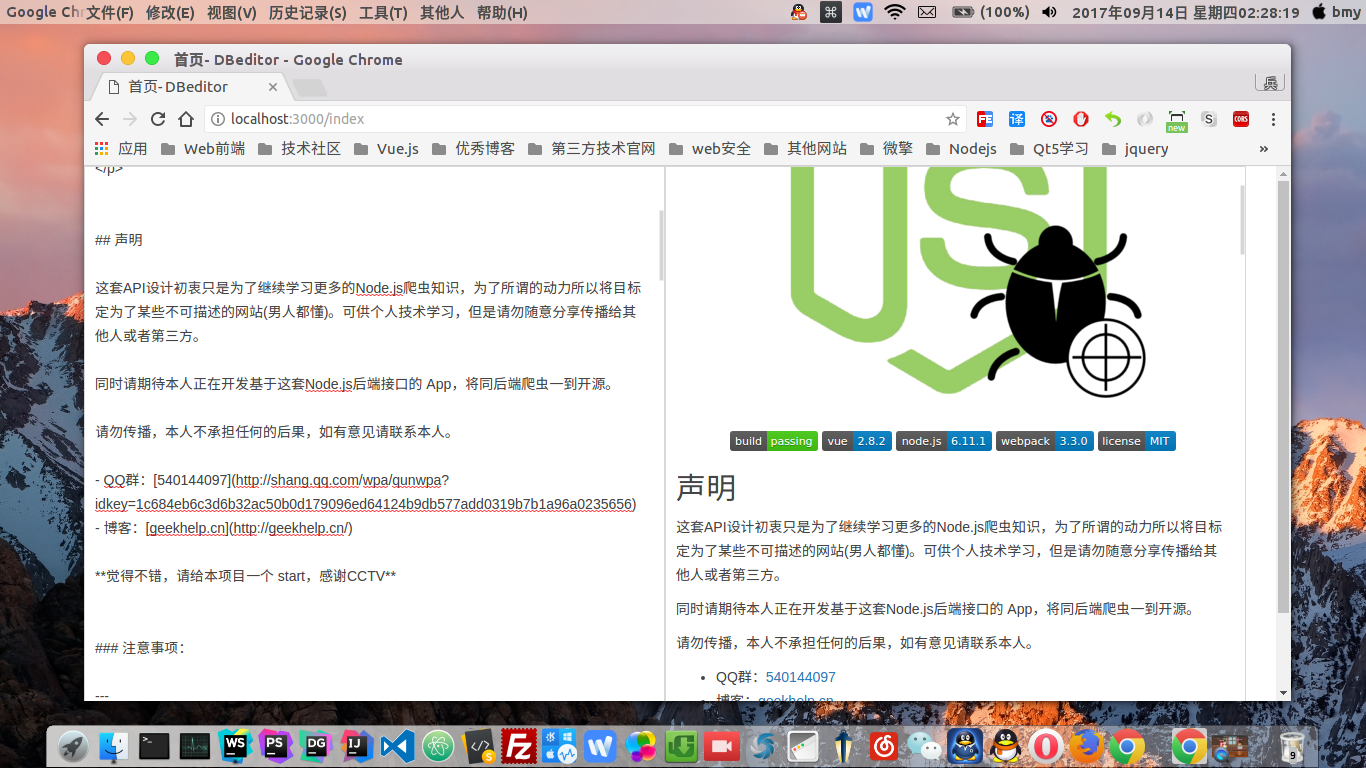 Google Chr文件(F) 修改(E) 视图(V) 历史记录(S) 工具(T) 其他人 帮助(H)
(100%) 2017年09月14日 星期四02:28:19 bmy
首页- DBeditor - Google Chrome
首页- DBeditor
localhost:3000/index
FE 译 new S CORS
应用 Web前端 技术社区 Vue.js 优秀博客 第三方技术官网 web安全 其他网站 微擎 Nodejs Qt5学习 jquery »
</p>
## 声明
这套API设计初衷只是为了继续学习更多的Node.js爬虫知识，为了所谓的动力所以将目标
定为了某些不可描述的网站(男人都懂)。可供个人技术学习，但是请勿随意分享传播给其
他人或者第三方。
同时请期待本人正在开发基于这套Node.js后端接口的 App，将同后端爬虫一到开源。
请勿传播，本人不承担任何的后果，如有意见请联系本人。
- QQ群：[540144097](http://shang.qq.com/wpa/qunwpa?
idkey=1c684eb6c3d6b32ac50b0d179096ed64124b9db577add0319b7b1a96a0235656)
- 博客：[geekhelp.cn](http://geekhelp.cn/)
**觉得不错，请给本项目一个 start，感谢CCTV**
### 注意事项：
---
build passing vue 2.8.2 node.js 6.11.1 webpack 3.3.0 license MIT
声明
这套API设计初衷只是为了继续学习更多的Node.js爬虫知识，为了所谓的动力所以将目标
定为了某些不可描述的网站(男人都懂)。可供个人技术学习，但是请勿随意分享传播给其
他人或者第三方。
同时请期待本人正在开发基于这套Node.js后端接口的 App，将同后端爬虫一到开源。
请勿传播，本人不承担任何的后果，如有意见请联系本人。
• QQ群：540144097
• 博客：geekhelp.cn
>_ WS PS DG IJ </> S FZ W 9